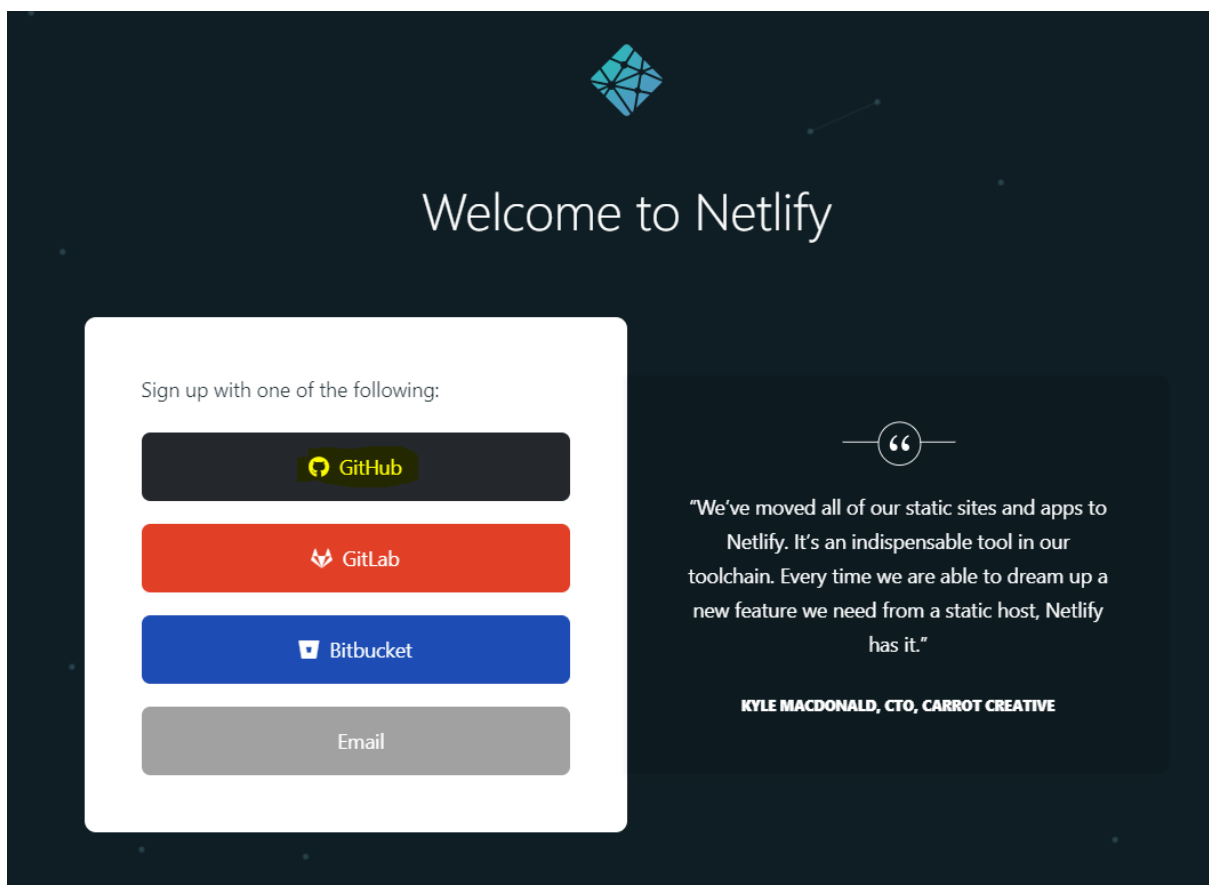 Welcome to Netlify
Sign up with one of the following:
GitHub
GitLab
Bitbucket
Email
“
“We’ve moved all of our static sites and apps to
Netlify. It’s an indispensable tool in our
toolchain. Every time we are able to dream up a
new feature we need from a static host, Netlify
has it.”
KYLE MACDONALD, CTO, CARROT CREATIVE